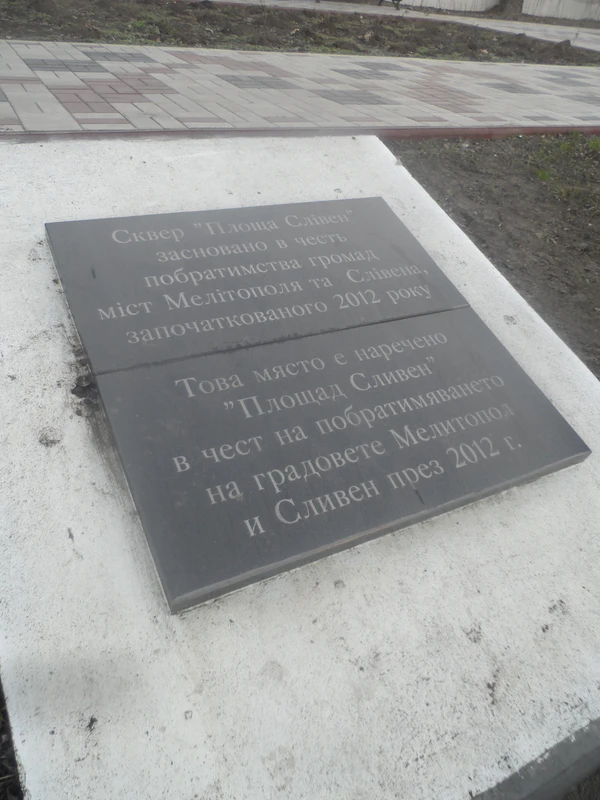 Сквер "Площа Слівен"
засновано в честь
побратимства громад
міст Мелітополя та Слівена,
започаткованого 2012 року
Това място е наречено
"Площад Сливен"
в чест на побратимяването
на градовете Мелитопол
и Сливен през 2012 г.